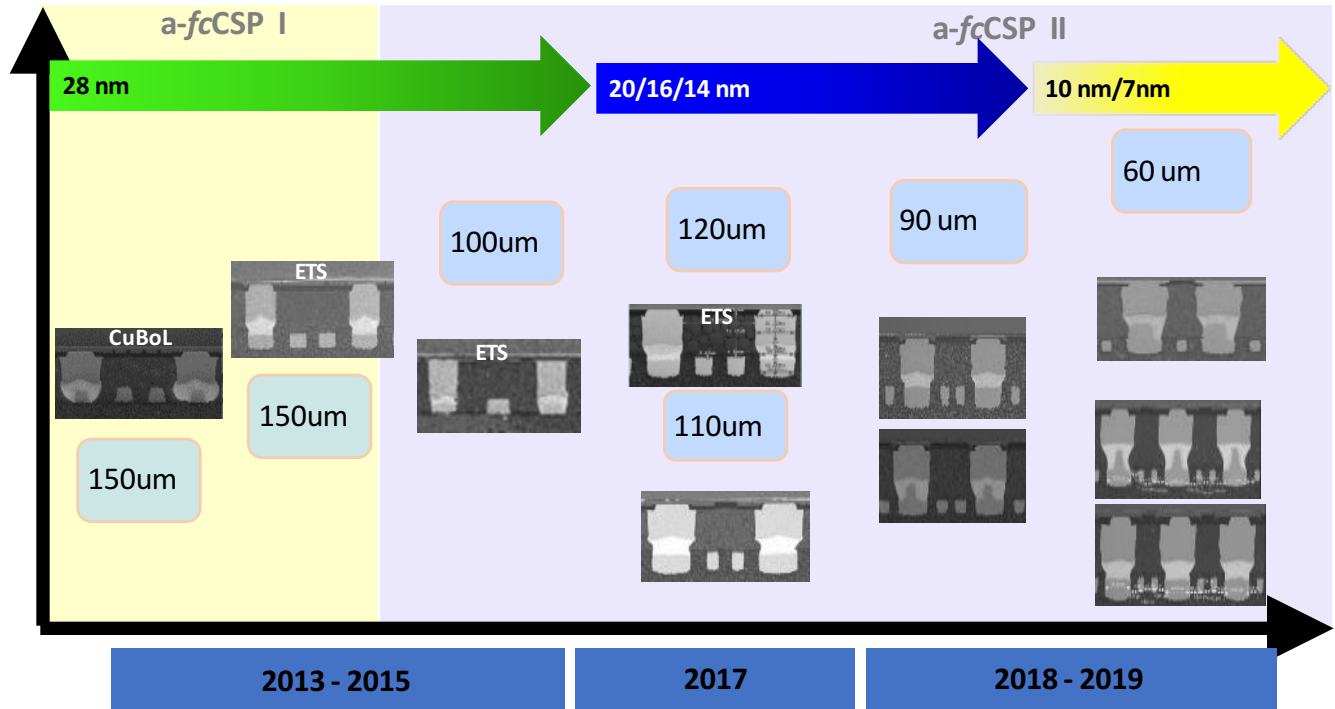 a-fcCSP I
a-fcCSP II
28 nm
20/16/14 nm
10 nm/7nm
60 um
100um
120um
90 um
ETS
CuBoL
ETS
ETS
150um
110um
150um
2013 - 2015
2017
2018 - 2019